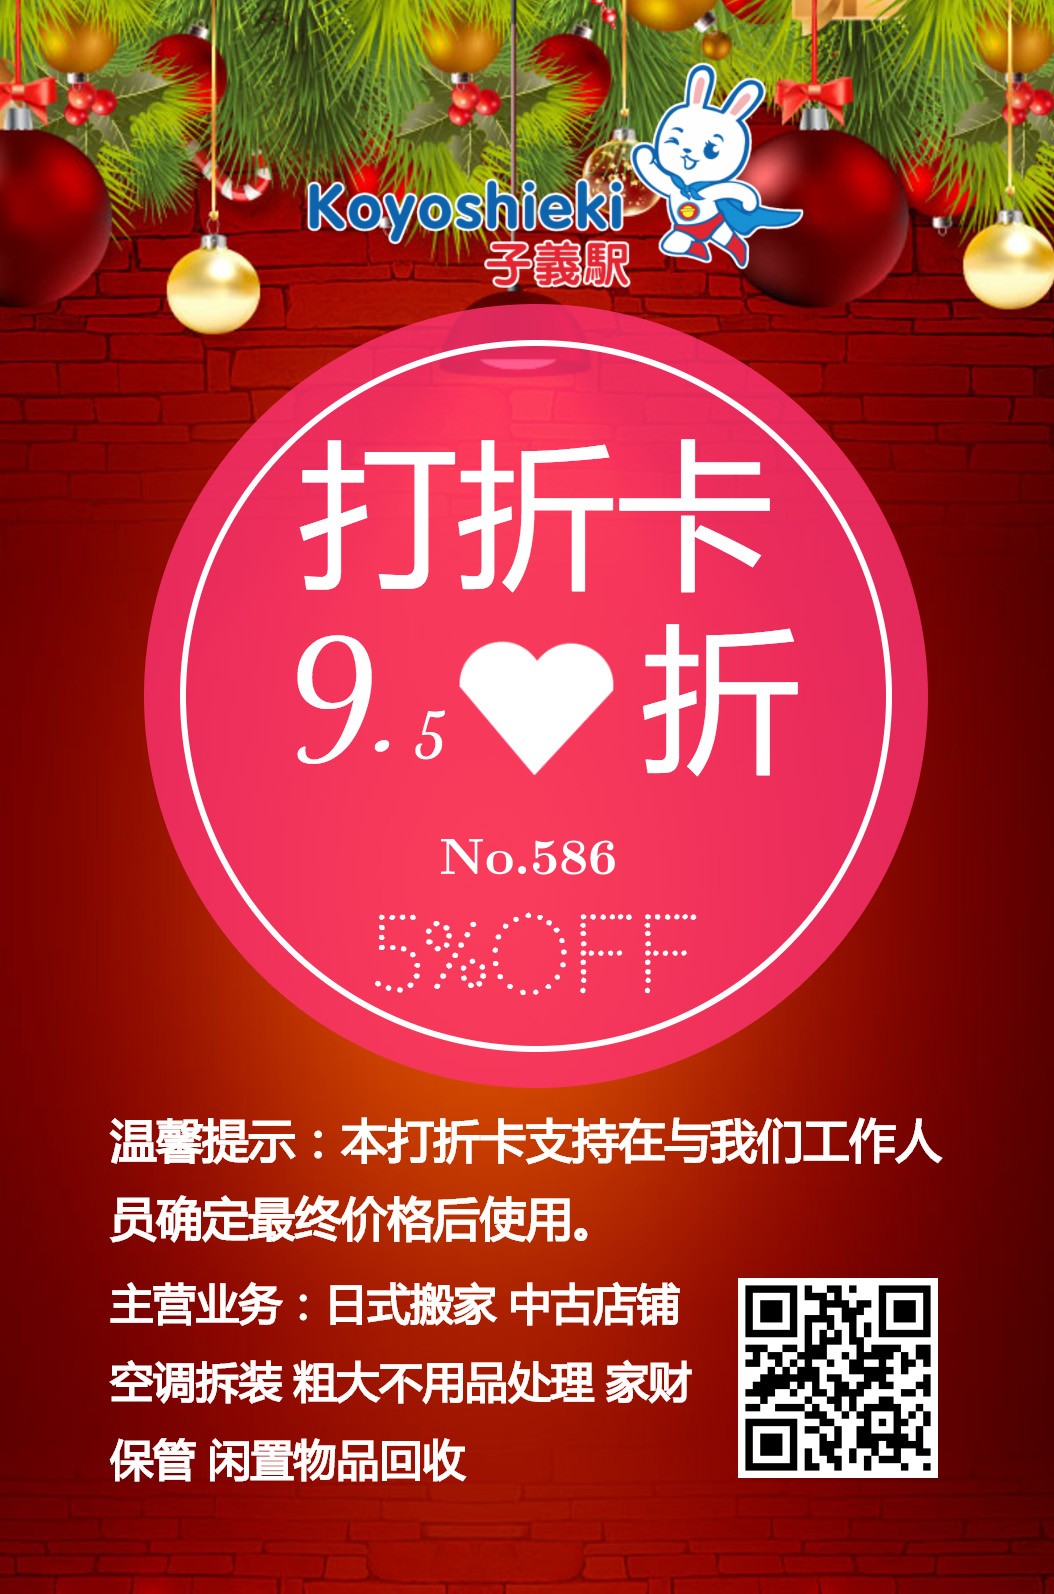 Koyoshieki
子義駅
打折卡
9.5 折
No.586
5%OFF
温馨提示：本打折卡支持在与我们工作人
员确定最终价格后使用。
主营业务：日式搬家 中古店铺
空调拆装 粗大不用品处理 家财
保管 闲置物品回收